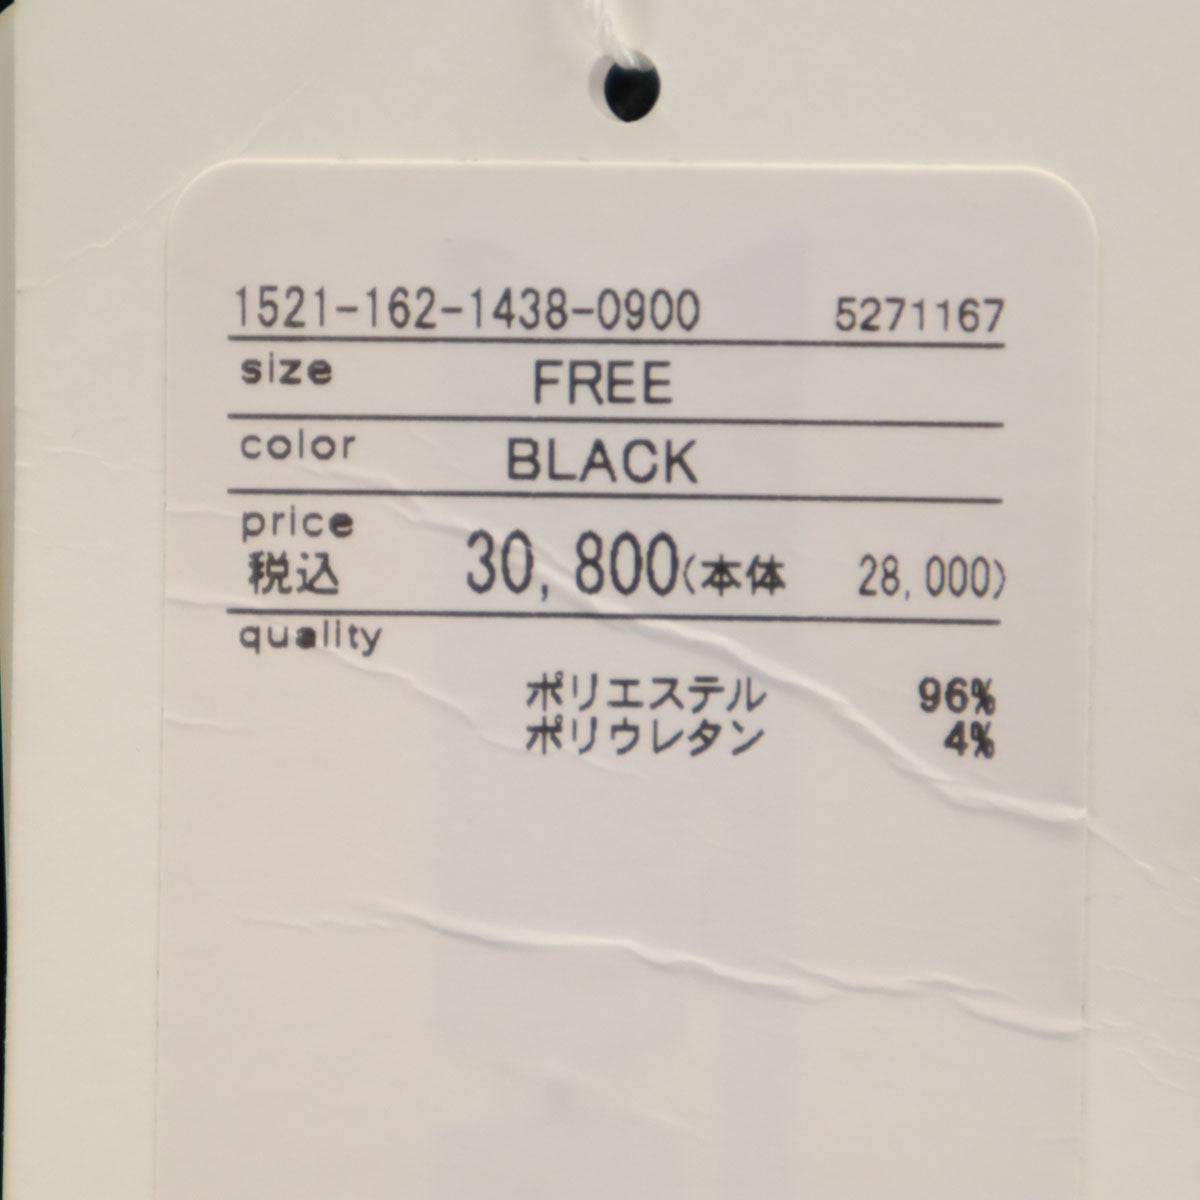 1521-162-1438-0900 5271167
size FREE
color BLACK
price
税込 30,800(本体 28,000)
quality
ポリエステル 96%
ポリウレタン 4%